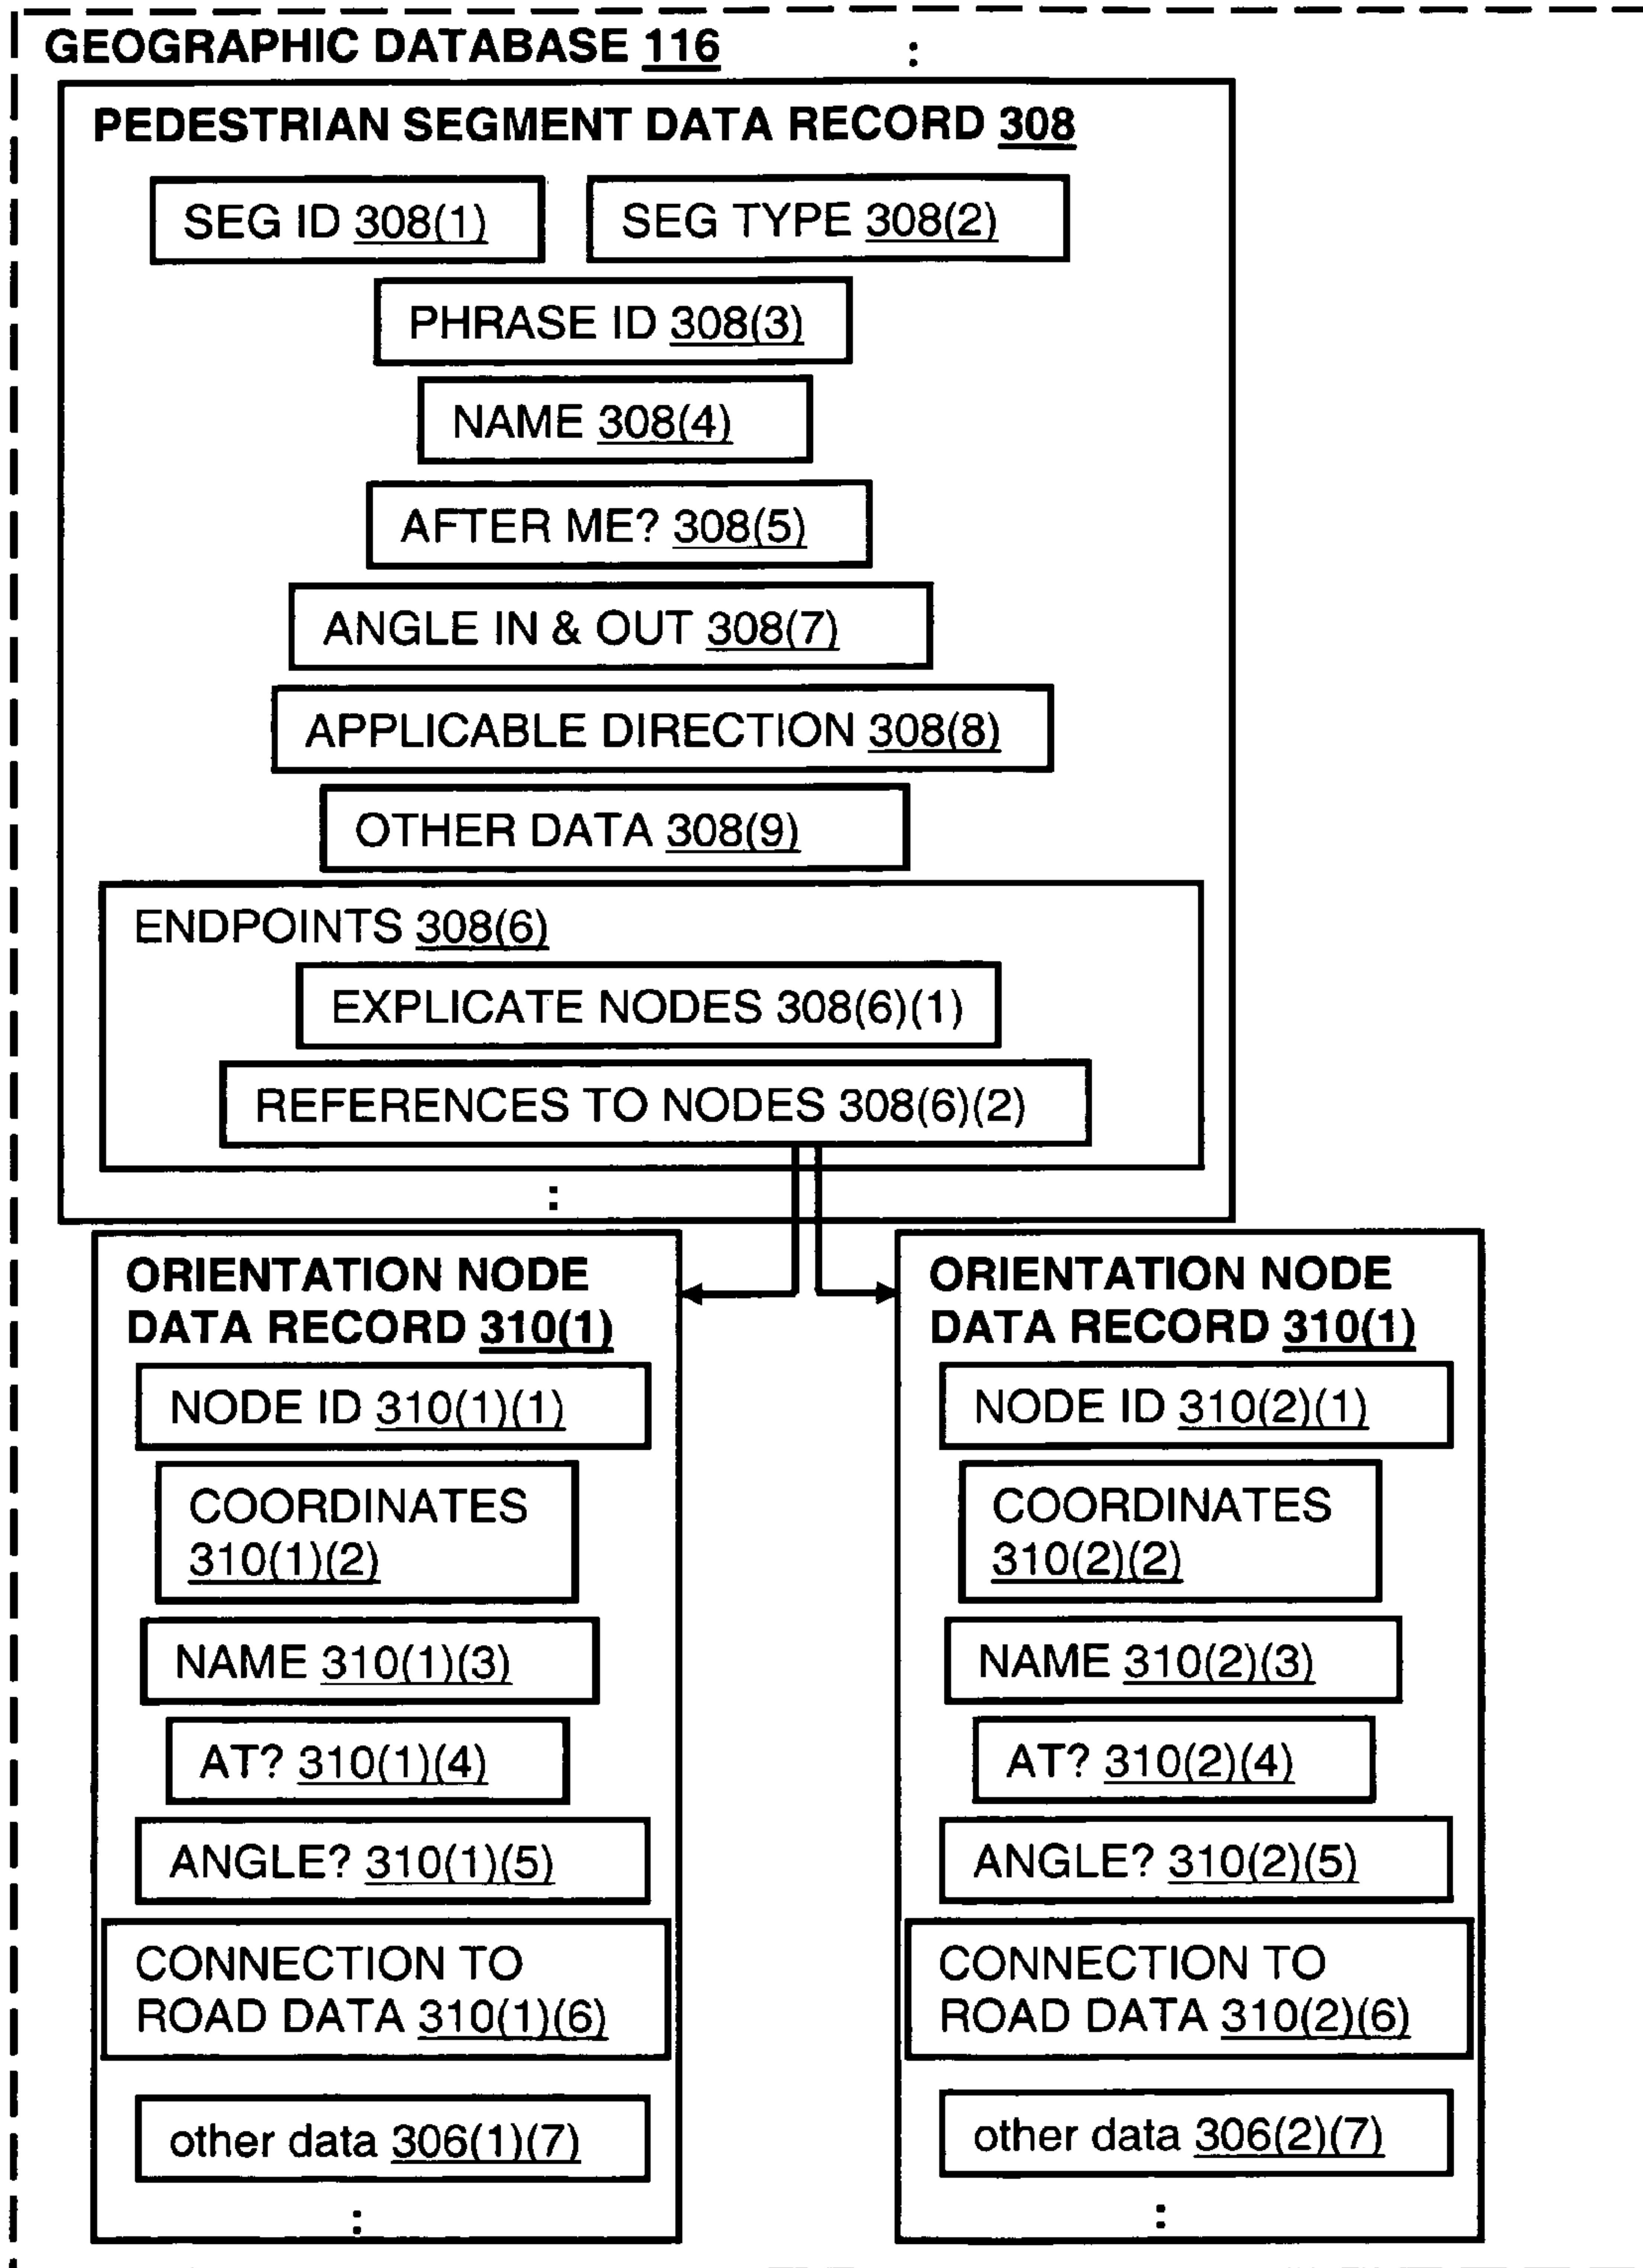 GEOGRAPHIC DATABASE 116 :
PEDESTRIAN SEGMENT DATA RECORD 308
SEG ID 308(1) SEG TYPE 308(2)
PHRASE ID 308(3)
NAME 308(4)
AFTER ME? 308(5)
ANGLE IN & OUT 308(7)
APPLICABLE DIRECTION 308(8)
OTHER DATA 308(9)
ENDPOINTS 308(6)
EXPLICATE NODES 308(6)(1)
REFERENCES TO NODES 308(6)(2)
:
ORIENTATION NODE
DATA RECORD 310(1)
NODE ID 310(1)(1)
COORDINATES
310(1)(2)
NAME 310(1)(3)
AT? 310(1)(4)
ANGLE? 310(1)(5)
CONNECTION TO
ROAD DATA 310(1)(6)
other data 306(1)(7)
:
ORIENTATION NODE
DATA RECORD 310(1)
NODE ID 310(2)(1)
COORDINATES
310(2)(2)
NAME 310(2)(3)
AT? 310(2)(4)
ANGLE? 310(2)(5)
CONNECTION TO
ROAD DATA 310(2)(6)
other data 306(2)(7)
: